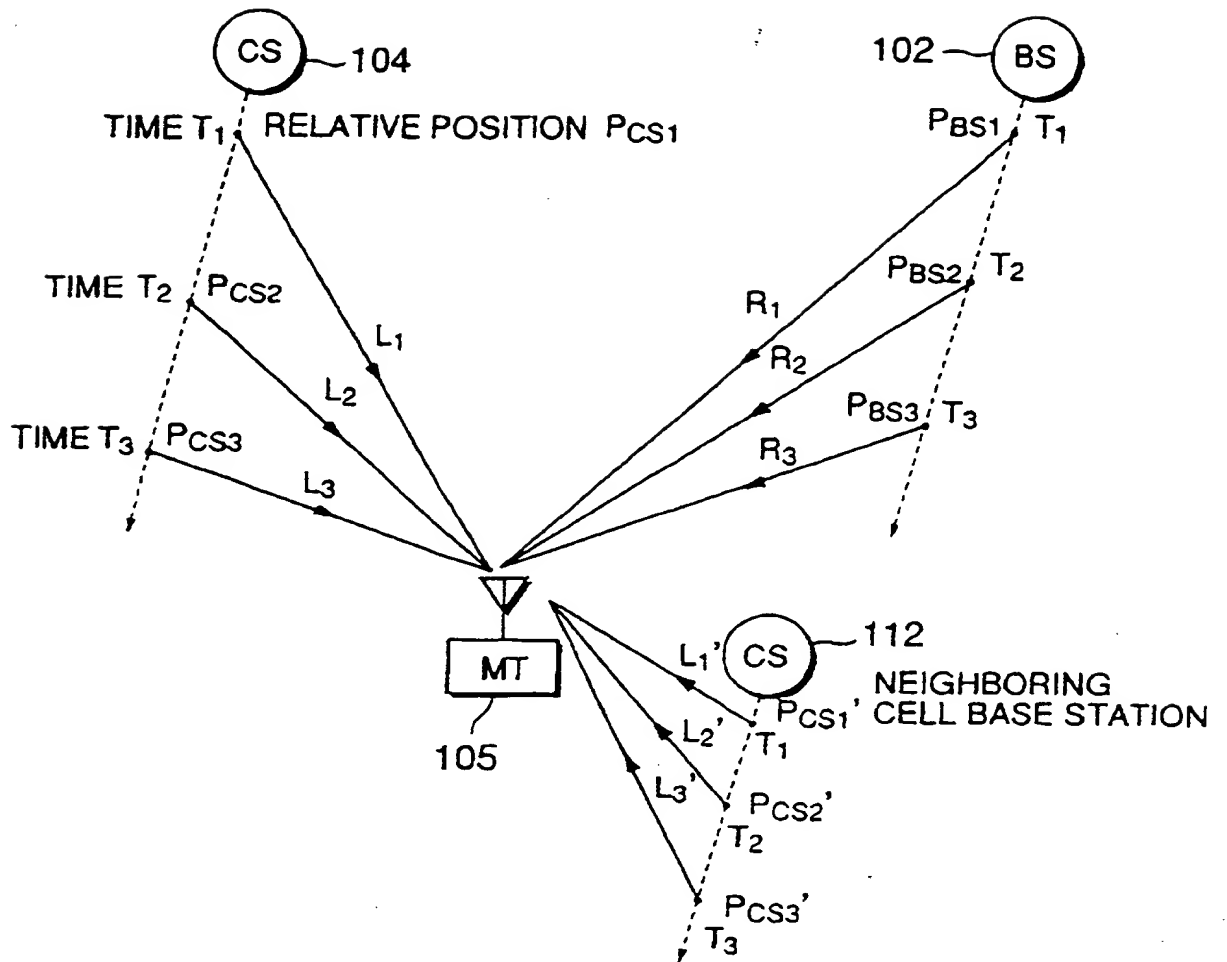 CS 104
102 BS
TIME T1 RELATIVE POSITION PCS1
PBS1 T1
TIME T2 PCS2
PBS2 T2
R1
L1
R2
L2
PBS3 T3
TIME T3 PCS3
R3
L3
112
CS
MT
L1'
NEIGHBORING
CELL BASE STATION
PCS1'
L2'
T1
105
L3'
PCS2'
T2
PCS3'
T3